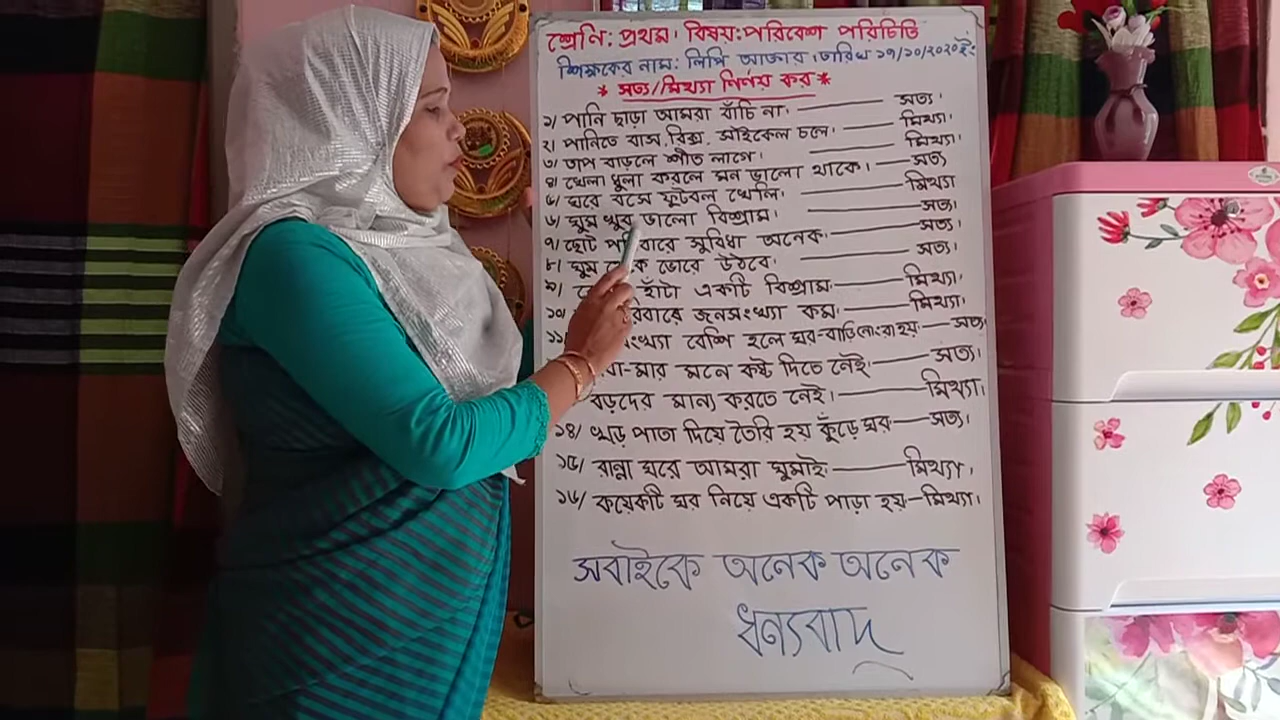 শ্রেণি: প্রথম বিষয়: পরিবেশ পরিচিতি
শিক্ষকের নাম: লিপি আক্তার তারিখ ১৭/১০/২০২০ইং
* সত্য/মিথ্যা নির্ণয় কর *
১/ পানি ছাড়া আমরা বাঁচি না। —— সত্য।
২/ পানিতে বাস, রিক্স, সাইকেল চলে। —— মিথ্যা।
৩/ তাপ বাড়লে শীত লাগে। —— মিথ্যা।
৪/ খেলাধুলা করলে মন ভালো থাকে। —— সত্য
৫/ ঘরে বসে ফুটবল খেলি। —— মিথ্যা
৬/ ঘুম খুব ভালো বিশ্রাম। —— সত্য।
৭/ ছোট পরিবারে সুবিধা অনেক। —— সত্য।
৮/ ঘুম থেকে ভোরে উঠবে। —— সত্য।
৯/ হাঁটা একটি বিশ্রাম —— মিথ্যা।
১০/ জনসংখ্যা কম —— মিথ্যা।
১১/ বেশি হলে ঘর-বাড়ি নোংরা হয় —— সত্য
মার মনে কষ্ট দিতে নেই। —— সত্য।
বড়দের মান্য করতে নেই। —— মিথ্যা।
১৪/ খড় পাতা দিয়ে তৈরি হয় কুঁড়ে ঘর —— সত্য।
১৫/ রান্না ঘরে আমরা ঘুমাই —— মিথ্যা।
১৬/ কয়েকটি ঘর নিয়ে একটি পাড়া হয় — মিথ্যা।
সবাইকে অনেক অনেক
ধন্যবাদ